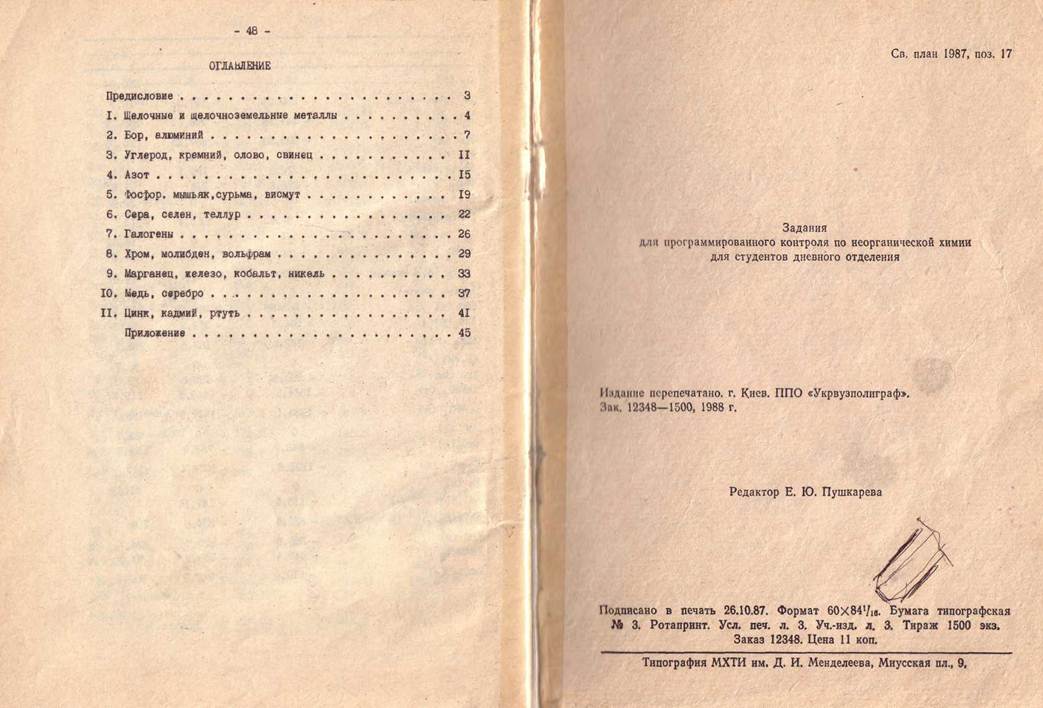 - 48 -
ОГЛАВЛЕНИЕ
Предисловие . . . . . . . . . . . . . . . . . . . . . . . 3
I. Щелочные и щелочноземельные металлы . . . . . . . . . . 4
2. Бор, алюминий . . . . . . . . . . . . . . . . . . . . . 7
3. Углерод, кремний, олово, свинец . . . . . . . . . . . II
4. Азот . . . . . . . . . . . . . . . . . . . . . . . . . I5
5. Фосфор. мышьяк,сурьма, висмут . . . . . . . . . . . . I9
6. Сера, селен, теллур . . . . . . . . . . . . . . . . . 22
7. Галогены . . . . . . . . . . . . . . . . . . . . . . . 26
8. Хром, молибден, вольфрам . . . . . . . . . . . . . . . 29
9. Марганец, железо, кобальт, никель . . . . . . . . . . 33
IO. Медь, серебро . . . . . . . . . . . . . . . . . . . . 37
II. Цинк, кадмий, ртуть . . . . . . . . . . . . . . . . . 4I
Приложение . . . . . . . . . . . . . . . . . . . . . . 45
Св. план 1987, поз. 17
Задания
для программированного контроля по неорганической химии
для студентов дневного отделения
Издание перепечатано. г. Киев. ППО «Укрвузполиграф».
Зак. 12348—1500, 1988 г.
Редактор Е. Ю. Пушкарева
Подписано в печать 26.10.87. Формат 60×84¹/₁₆. Бумага типографская
№ 3. Ротапринт. Усл. печ. л. 3. Уч.-изд. л. 3. Тираж 1500 экз.
Заказ 12348. Цена 11 коп.
Типография МХТИ им. Д. И. Менделеева, Миусская пл., 9.